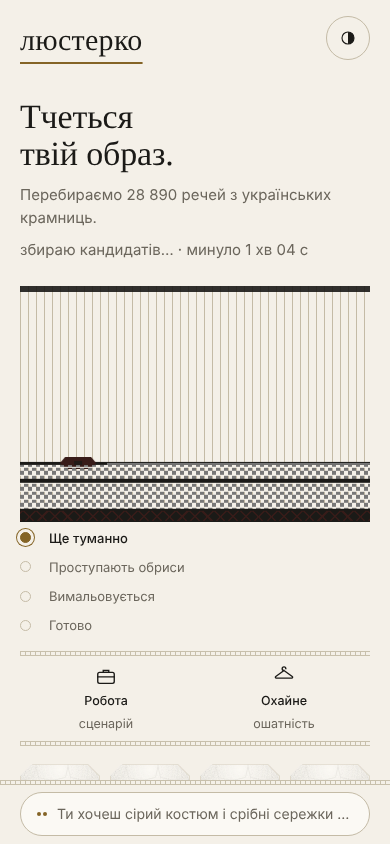 люстерко
Тчеться
твій образ.
Перебираємо 28 890 речей з українських
крамниць.
збираю кандидатів... · минуло 1 хв 04 с
Ще туманно
Проступають обриси
Вимальовується
Готово
Робота
Охайне
сценарій
ошатність
Ти хочеш сірий костюм і срібні сережки ...